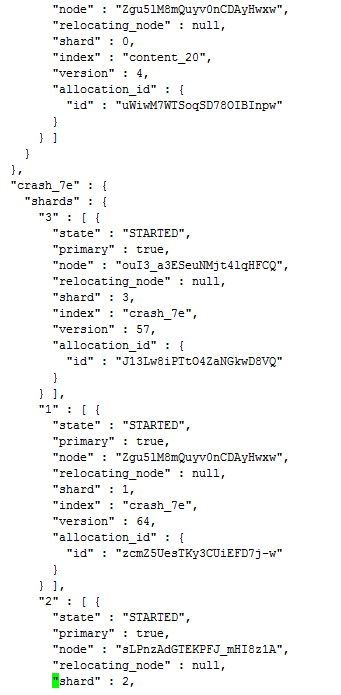 "node" : "Zgu5lM8mQuyv0nCDAyHwxw",
"relocating_node" : null,
"shard" : 0,
"index" : "content_20",
"version" : 4,
"allocation_id" : {
"id" : "uWiwM7WTSoqSD78OIBInpw"
}
} ]
}
},
"crash_7e" : {
"shards" : {
"3" : [ {
"state" : "STARTED",
"primary" : true,
"node" : "ouI3_a3ESeuNMjt4lqHFCQ",
"relocating_node" : null,
"shard" : 3,
"index" : "crash_7e",
"version" : 57,
"allocation_id" : {
"id" : "J13Lw8iPTtO4ZaNGkwD8VQ"
}
} ],
"1" : [ {
"state" : "STARTED",
"primary" : true,
"node" : "Zgu5lM8mQuyv0nCDAyHwxw",
"relocating_node" : null,
"shard" : 1,
"index" : "crash_7e",
"version" : 64,
"allocation_id" : {
"id" : "zcmZ5UesTKy3CUiEFD7j-w"
}
} ],
"2" : [ {
"state" : "STARTED",
"primary" : true,
"node" : "sLPnzAdGTEKPFJ_mHI8z1A",
"relocating_node" : null,
"shard" : 2,